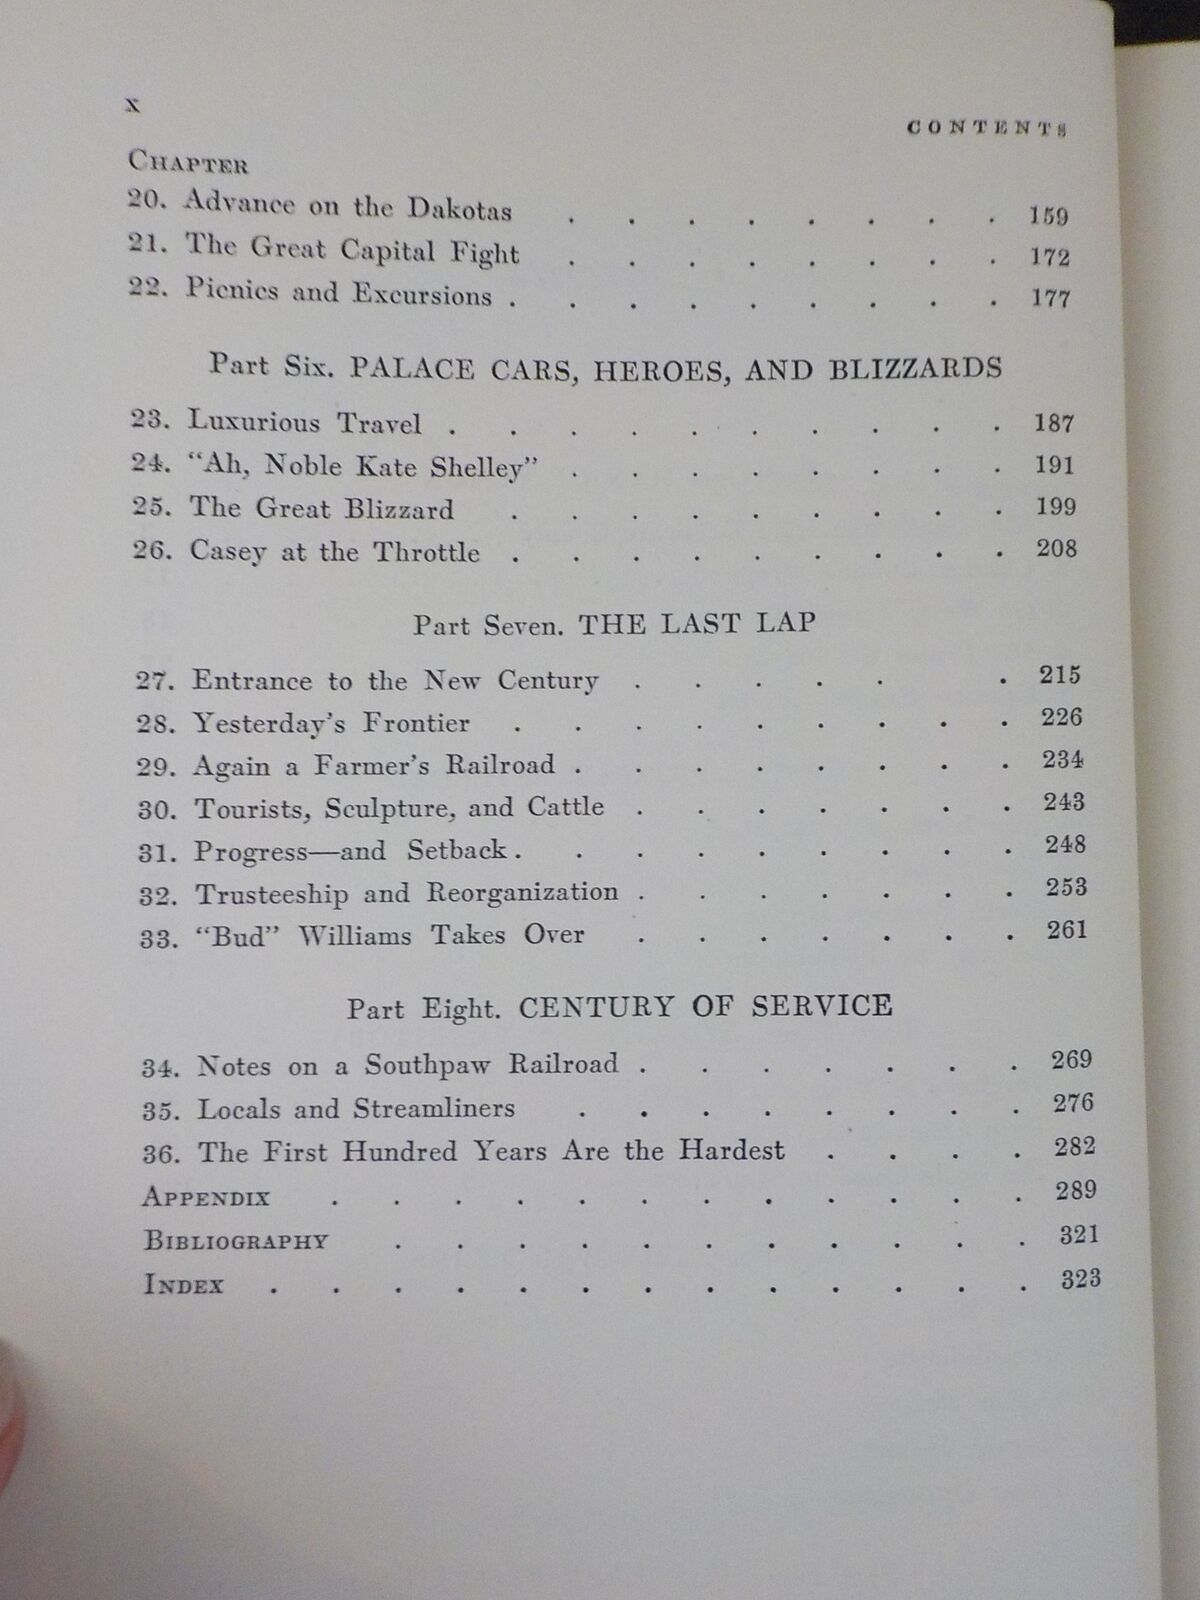 x
CONTENTS
CHAPTER
20. Advance on the Dakotas . . . . . . . . 159
21. The Great Capital Fight . . . . . . . . 172
22. Picnics and Excursions . . . . . . . . . 177
Part Six. PALACE CARS, HEROES, AND BLIZZARDS
23. Luxurious Travel . . . . . . . . . . 187
24. “Ah, Noble Kate Shelley” . . . . . . . . 191
25. The Great Blizzard . . . . . . . . . 199
26. Casey at the Throttle . . . . . . . . . 208
Part Seven. THE LAST LAP
27. Entrance to the New Century . . . . . . 215
28. Yesterday’s Frontier . . . . . . . . . 226
29. Again a Farmer’s Railroad . . . . . . . . 234
30. Tourists, Sculpture, and Cattle . . . . . . . 243
31. Progress—and Setback . . . . . . . . . 248
32. Trusteeship and Reorganization . . . . . . . 253
33. “Bud” Williams Takes Over . . . . . . . 261
Part Eight. CENTURY OF SERVICE
34. Notes on a Southpaw Railroad . . . . . . . 269
35. Locals and Streamliners . . . . . . . . 276
36. The First Hundred Years Are the Hardest . . . . 282
APPENDIX . . . . . . . . . . . . 289
BIBLIOGRAPHY . . . . . . . . . . . 321
INDEX . . . . . . . . . . . . . 323